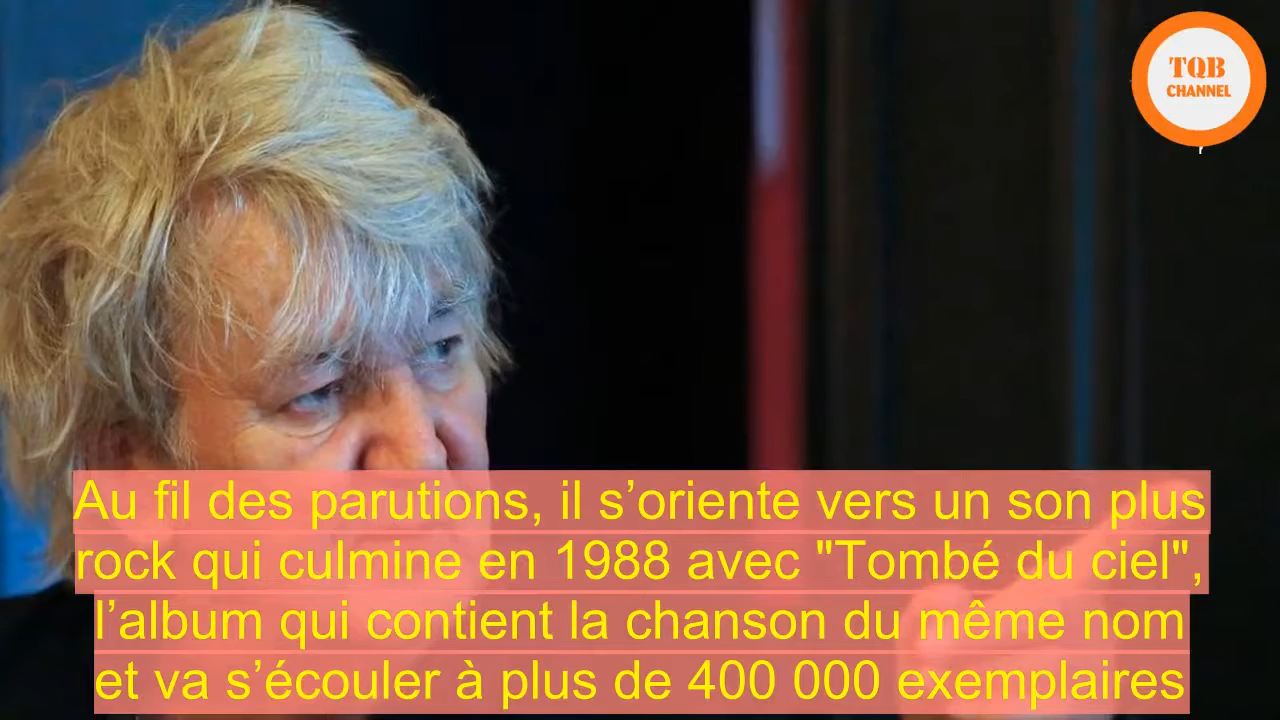 TQB
CHANNEL
Au fil des parutions, il s’oriente vers un son plus
rock qui culmine en 1988 avec "Tombé du ciel",
l’album qui contient la chanson du même nom
et va s’écouler à plus de 400 000 exemplaires